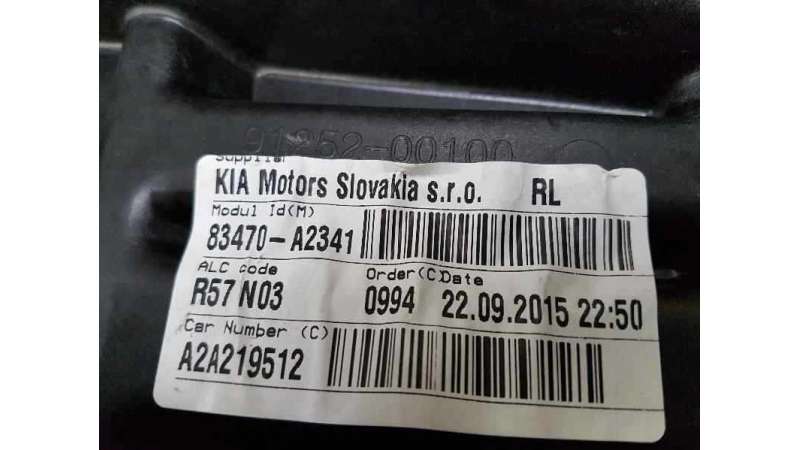 91252-00100
Supplier
KIA Motors Slovakia s.r.o. RL
Modul Id(M)
83470-A2341
ALC code Order(C)Date
R57 N03 0994 22.09.2015 22:50
Car Number (C)
A2A219512